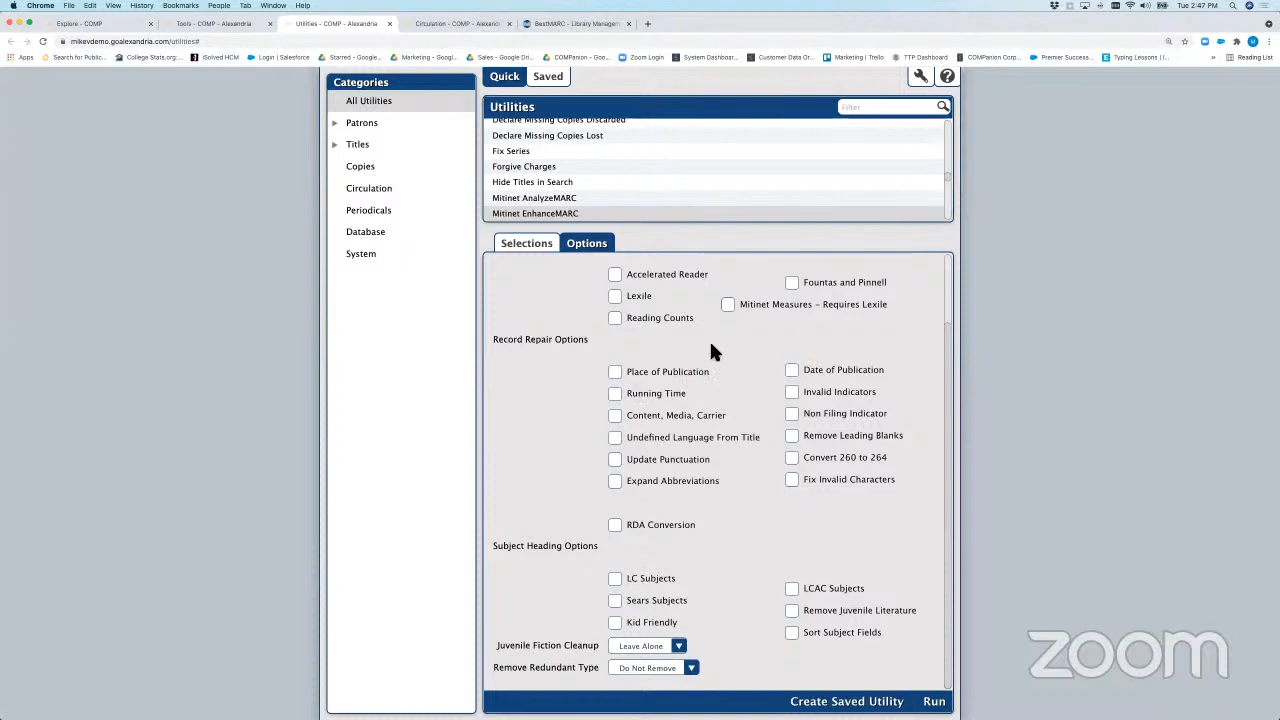 Chrome File Edit View History Bookmarks People Tab Window Help
Tue 2:47 PM
Explore - COMP
Tools - COMP - Alexandria
Utilities - COMP - Alexandria
Circulation - COMP - Alexan
BestMARC - Library Manager
mikevdemo.goalexandria.com/utilities#
Apps
Search for Public...
College Stats.org:...
iSolved HCM
Login | Salesforce
Starred - Google...
Marketing - Googl...
Sales - Google Dri...
COMPanion - Goo...
Zoom Login
System Dashboar...
Customer Data Or...
COMPanion Corp...
Marketing | Trello
TTP Dashboard
Premier Success...
Typing Lessons | l...
Reading List
Categories
All Utilities
Patrons
Titles
Copies
Circulation
Periodicals
Database
System
Quick
Saved
Utilities
Filter
Declare Missing Copies Discarded
Declare Missing Copies Lost
Fix Series
Forgive Charges
Hide Titles in Search
Mitinet AnalyzeMARC
Mitinet EnhanceMARC
Selections
Options
Accelerated Reader
Fountas and Pinnell
Lexile
Mitinet Measures - Requires Lexile
Reading Counts
Record Repair Options
Place of Publication
Date of Publication
Running Time
Invalid Indicators
Content, Media, Carrier
Non Filing Indicator
Undefined Language From Title
Remove Leading Blanks
Update Punctuation
Convert 260 to 264
Expand Abbreviations
Fix Invalid Characters
RDA Conversion
Subject Heading Options
LC Subjects
LCAC Subjects
Sears Subjects
Remove Juvenile Literature
Kid Friendly
Sort Subject Fields
Juvenile Fiction Cleanup
Leave Alone
Remove Redundant Type
Do Not Remove
Create Saved Utility
Run
zoom